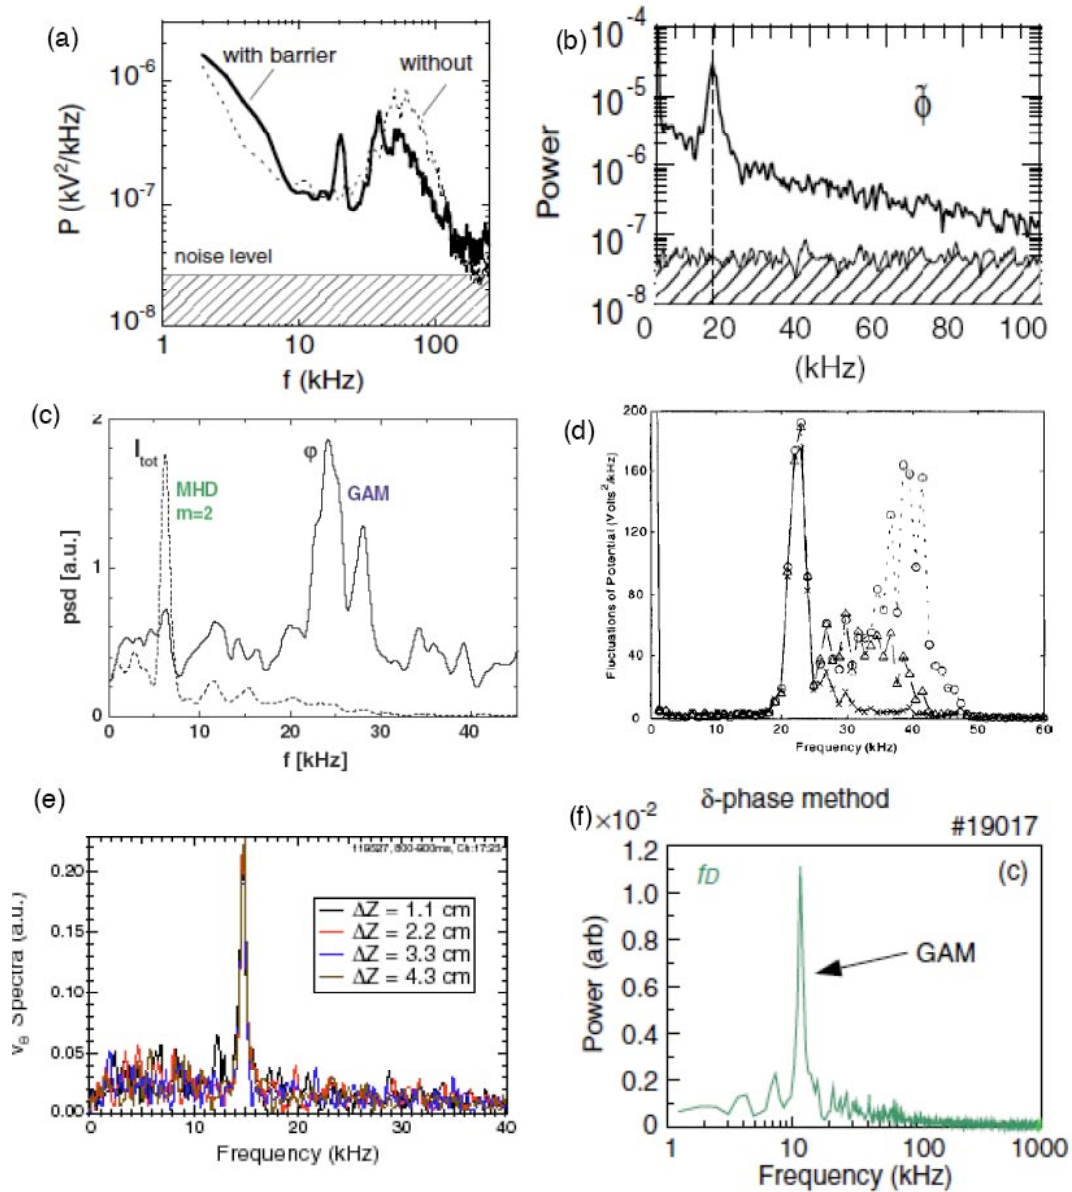 (a)
with barrier
without
P (kV²/kHz)
10⁻⁶
10⁻⁷
10⁻⁸
noise level
1 10 100
f (kHz)
(b)
Power
10⁻⁴
10⁻⁵
10⁻⁶
10⁻⁷
10⁻⁸
ϕ̃
0 20 40 60 80 100
(kHz)
(c)
psd [a.u.]
2
1
0
I_tot
MHD
m=2
φ
GAM
0 10 20 30 40
f [kHz]
(d)
Fluctuations of Potential (Volts²/kHz)
200
160
120
80
40
0
0 10 20 30 40 50 60
Frequency (kHz)
(e)
v_θ Spectra (a.u.)
0.20
0.15
0.10
0.05
0.00
ΔZ = 1.1 cm
ΔZ = 2.2 cm
ΔZ = 3.3 cm
ΔZ = 4.3 cm
0 10 20 30 40
Frequency (kHz)
(f)
δ-phase method
×10⁻²
#19017
Power (arb)
1.2
1.0
0.8
0.6
0.4
0.2
0
f_D
(c)
GAM
1 10 100 1000
Frequency (kHz)